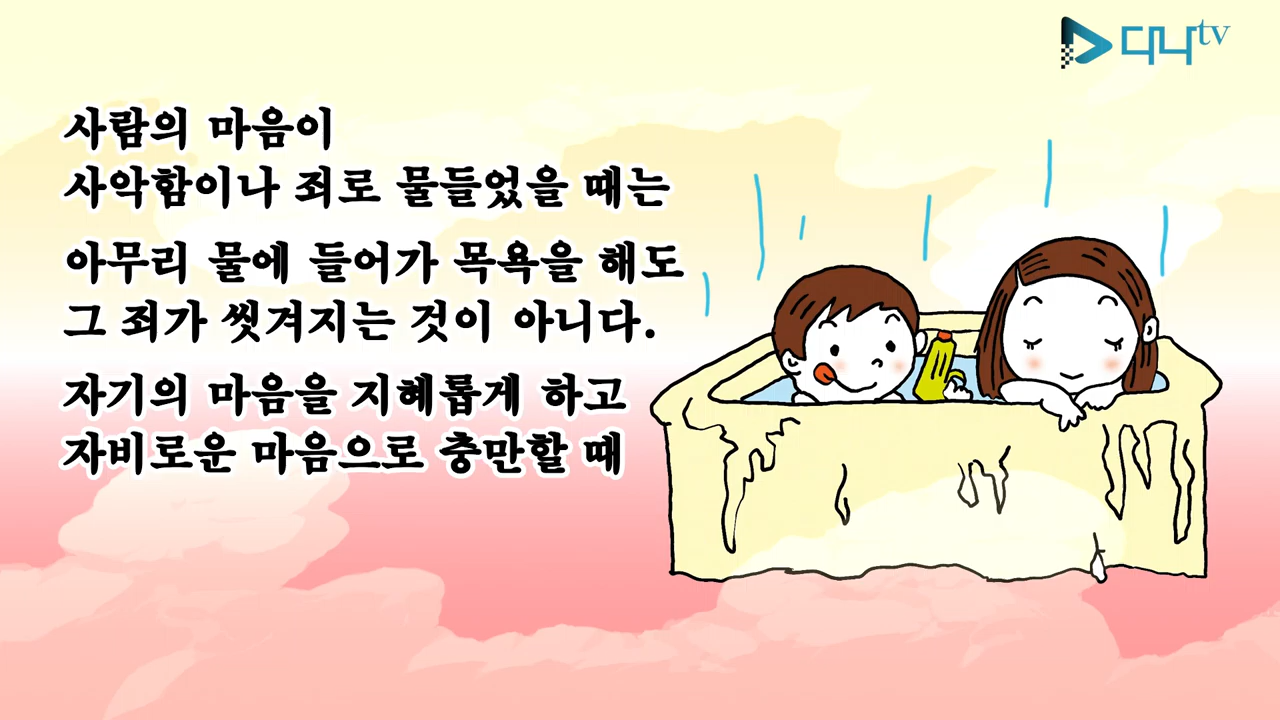 다나tv
사람의 마음이
사악함이나 죄로 물들었을 때는
아무리 물에 들어가 목욕을 해도
그 죄가 씻겨지는 것이 아니다.
자기의 마음을 지혜롭게 하고
자비로운 마음으로 충만할 때